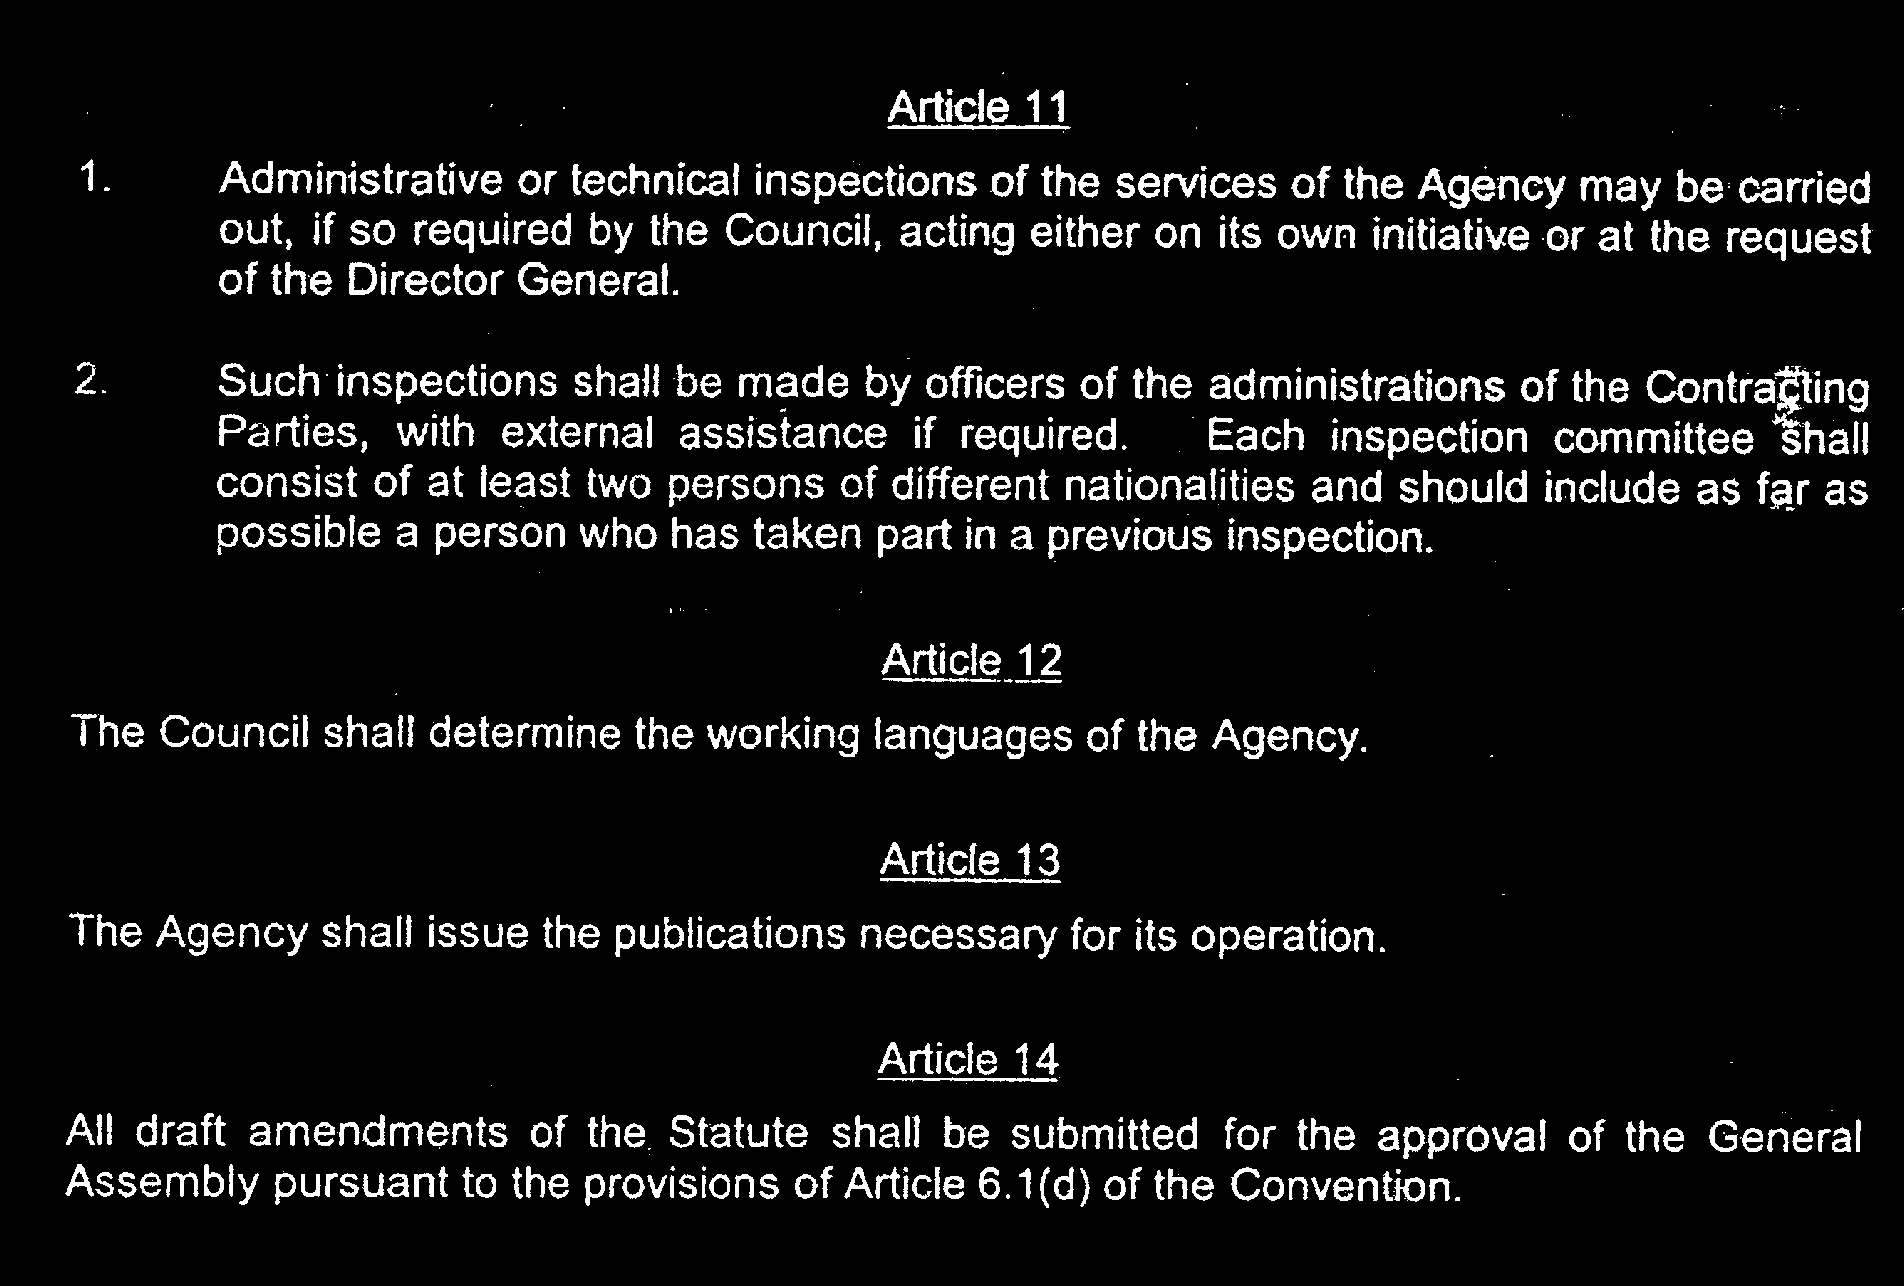 Article 11
1. Administrative or technical inspections of the services of the Agency may be carried
out, if so required by the Council, acting either on its own initiative or at the request
of the Director General.
2. Such inspections shall be made by officers of the administrations of the Contracting
Parties, with external assistance if required. Each inspection committee shall
consist of at least two persons of different nationalities and should include as far as
possible a person who has taken part in a previous inspection.
Article 12
The Council shall determine the working languages of the Agency.
Article 13
The Agency shall issue the publications necessary for its operation.
Article 14
All draft amendments of the Statute shall be submitted for the approval of the General
Assembly pursuant to the provisions of Article 6.1(d) of the Convention.